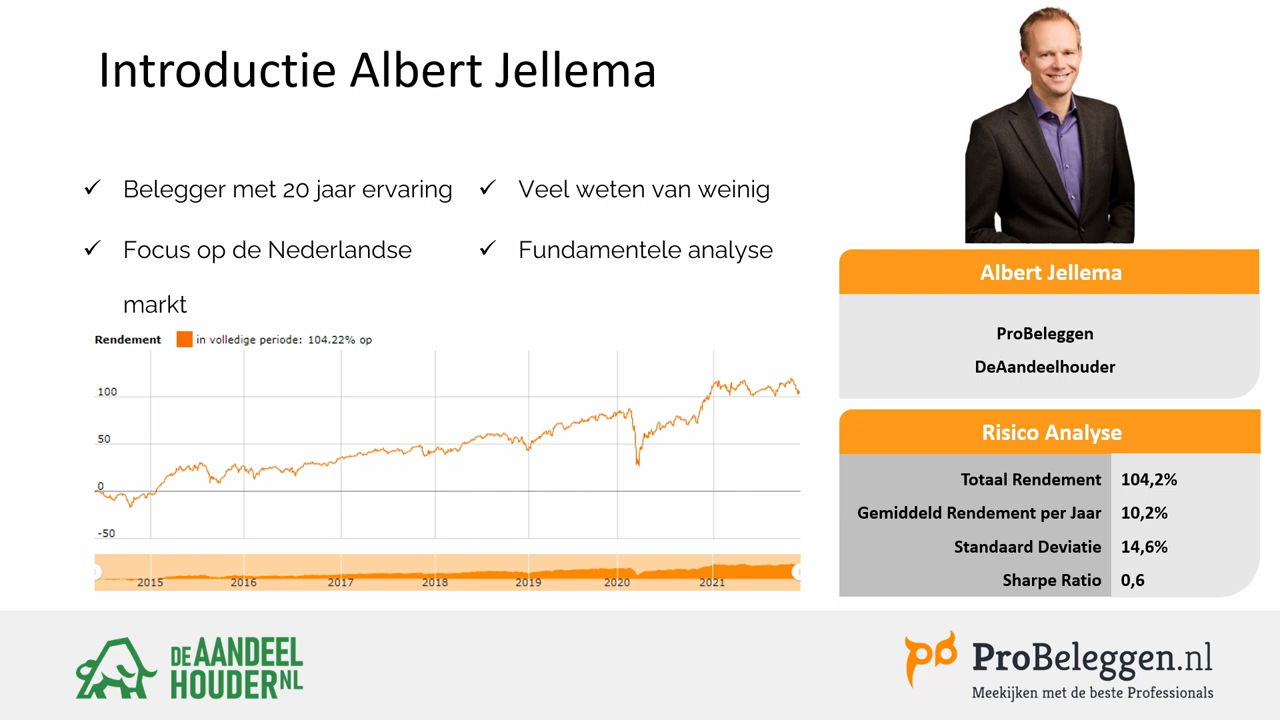 Introductie Albert Jellema
✓ Belegger met 20 jaar ervaring
✓ Focus op de Nederlandse
markt
✓ Veel weten van weinig
✓ Fundamentele analyse
Rendement in volledige periode: 104.22% op
100
50
0
-50
2015 2016 2017 2018 2019 2020 2021
Albert Jellema
ProBeleggen
DeAandeelhouder
Risico Analyse
Totaal Rendement 104,2%
Gemiddeld Rendement per Jaar 10,2%
Standaard Deviatie 14,6%
Sharpe Ratio 0,6
DE AANDEEL
HOUDER NL
ProBeleggen.nl
Meekijken met de beste Professionals